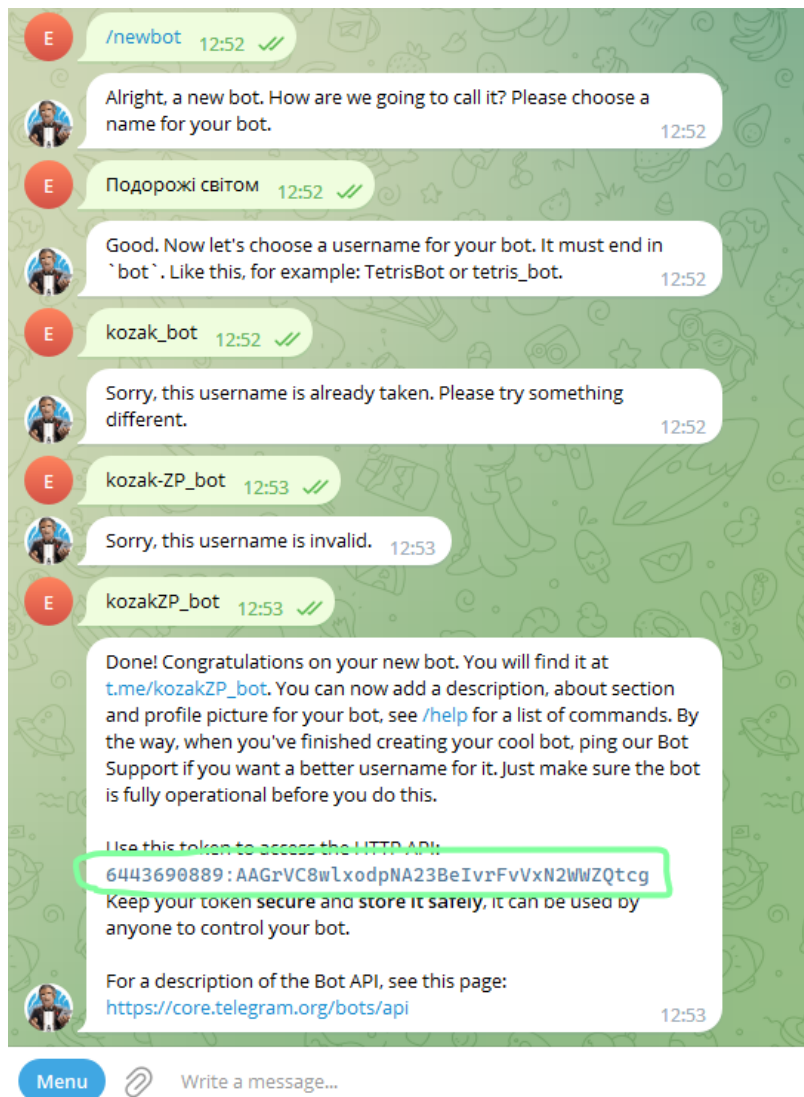 E
/newbot 12:52
Alright, a new bot. How are we going to call it? Please choose a
name for your bot.
12:52
E
Подорожі світом 12:52
Good. Now let's choose a username for your bot. It must end in
`bot`. Like this, for example: TetrisBot or tetris_bot.
12:52
E
kozak_bot 12:52
Sorry, this username is already taken. Please try something
different.
12:52
E
kozak-ZP_bot 12:53
Sorry, this username is invalid. 12:53
E
kozakZP_bot 12:53
Done! Congratulations on your new bot. You will find it at
t.me/kozakZP_bot. You can now add a description, about section
and profile picture for your bot, see /help for a list of commands. By
the way, when you've finished creating your cool bot, ping our Bot
Support if you want a better username for it. Just make sure the bot
is fully operational before you do this.
Use this token to access the HTTP API:
6443690889:AAGrVC8wlxodpNA23BeIvrFvVxN2WWZQtcg
Keep your token secure and store it safely, it can be used by
anyone to control your bot.
For a description of the Bot API, see this page:
https://core.telegram.org/bots/api
12:53
Menu
Write a message...